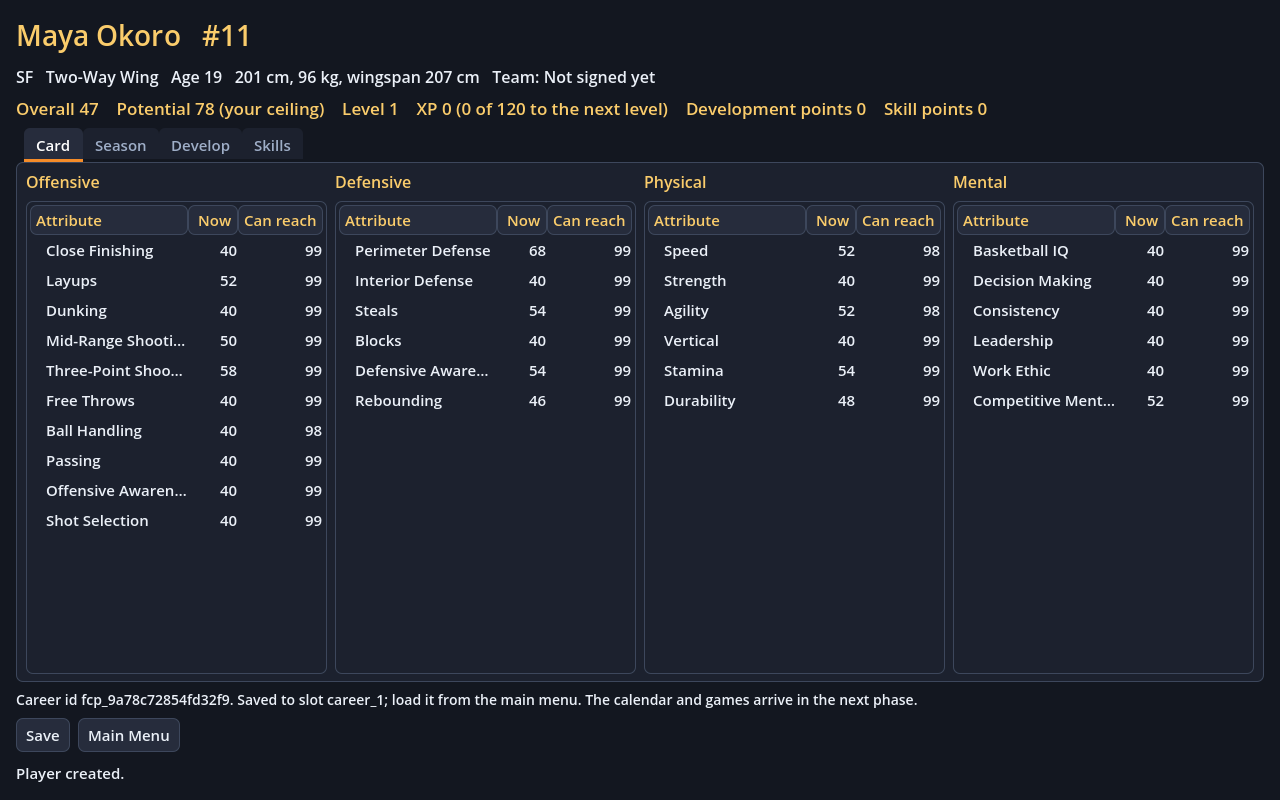 Maya Okoro #11
SF Two-Way Wing Age 19 201 cm, 96 kg, wingspan 207 cm Team: Not signed yet
Overall 47 Potential 78 (your ceiling) Level 1 XP 0 (0 of 120 to the next level) Development points 0 Skill points 0
Card Season Develop Skills
Offensive
Attribute Now Can reach
Close Finishing 40 99
Layups 52 99
Dunking 40 99
Mid-Range Shooti... 50 99
Three-Point Shoo... 58 99
Free Throws 40 99
Ball Handling 40 98
Passing 40 99
Offensive Awaren... 40 99
Shot Selection 40 99
Defensive
Attribute Now Can reach
Perimeter Defense 68 99
Interior Defense 40 99
Steals 54 99
Blocks 40 99
Defensive Aware... 54 99
Rebounding 46 99
Physical
Attribute Now Can reach
Speed 52 98
Strength 40 99
Agility 52 98
Vertical 40 99
Stamina 54 99
Durability 48 99
Mental
Attribute Now Can reach
Basketball IQ 40 99
Decision Making 40 99
Consistency 40 99
Leadership 40 99
Work Ethic 40 99
Competitive Ment... 52 99
Career id fcp_9a78c72854fd32f9. Saved to slot career_1; load it from the main menu. The calendar and games arrive in the next phase.
Save Main Menu
Player created.